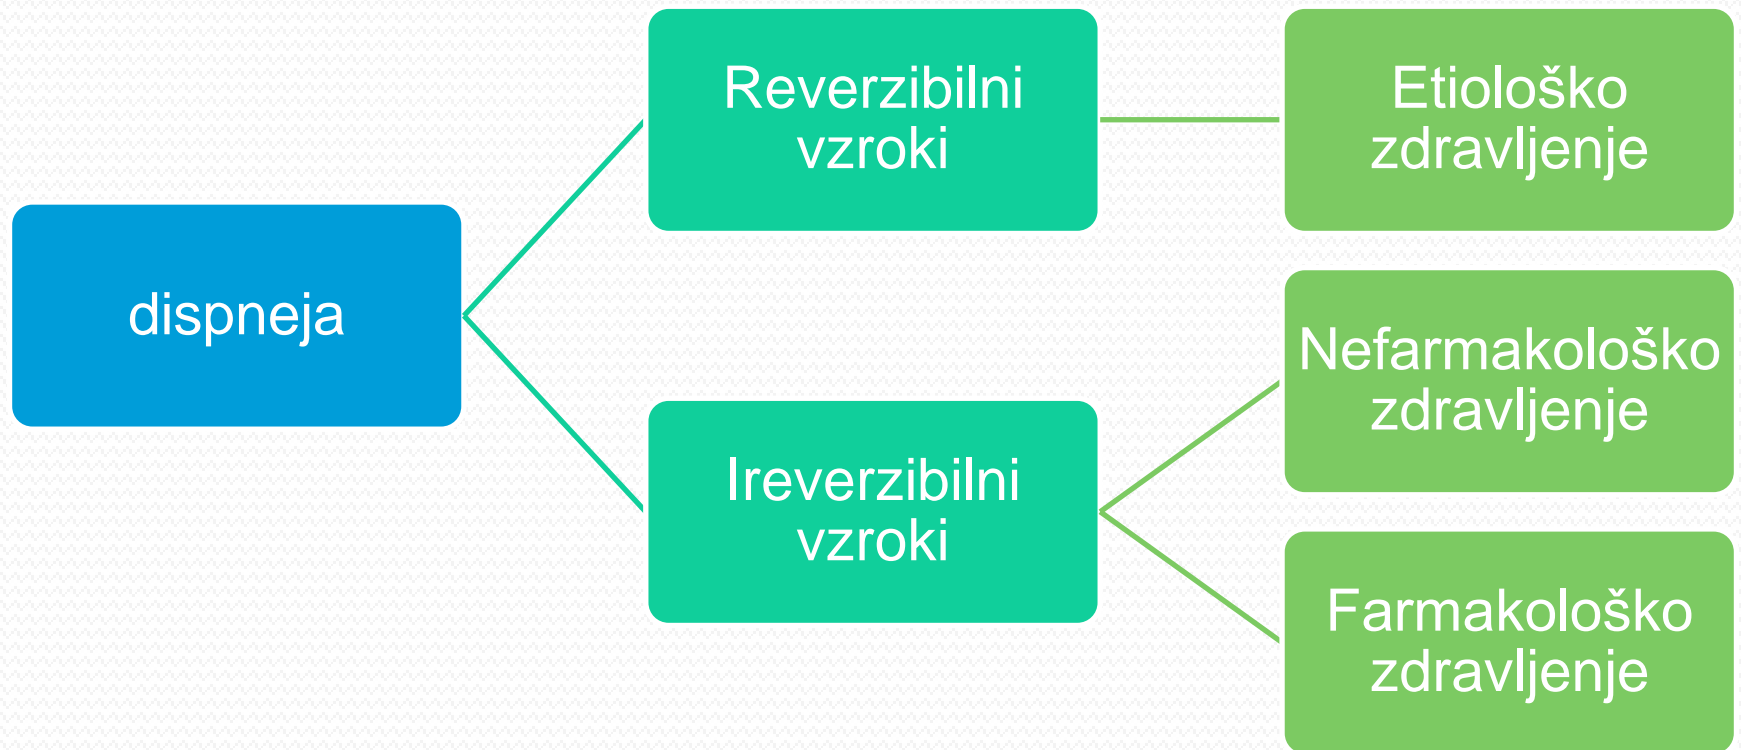 dispneja
Reverzibilni
vzroki
Etiološko
zdravljenje
Ireverzibilni
vzroki
Nefarmakološko
zdravljenje
Farmakološko
zdravljenje